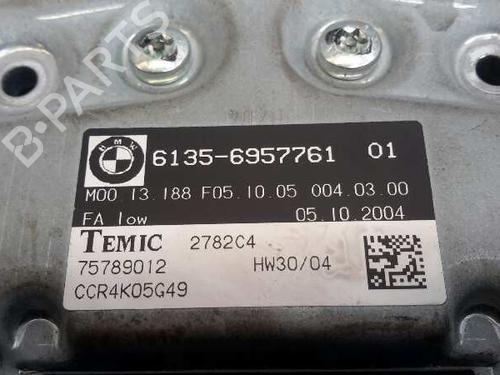 B-PARTS
BMW
6135-6957761 01
M00.13.188 F05.10.05 004.03.00
FA low 05.10.2004
TEMIC 2782C4
75789012 HW30/04
CCR4K05G49